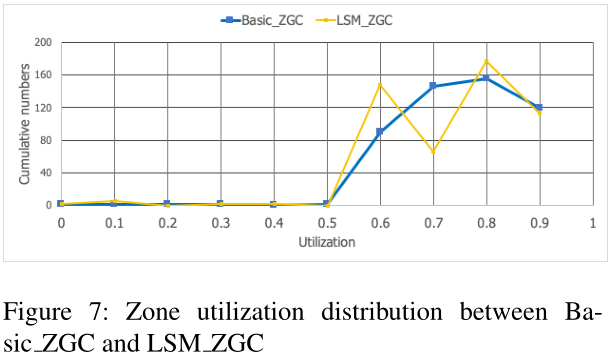 Basic_ZGC LSM_ZGC
200
160
120
80
40
0
Cumulative numbers
0 0.1 0.2 0.3 0.4 0.5 0.6 0.7 0.8 0.9 1
Utilization
Figure 7: Zone utilization distribution between Ba-
sic_ZGC and LSM_ZGC